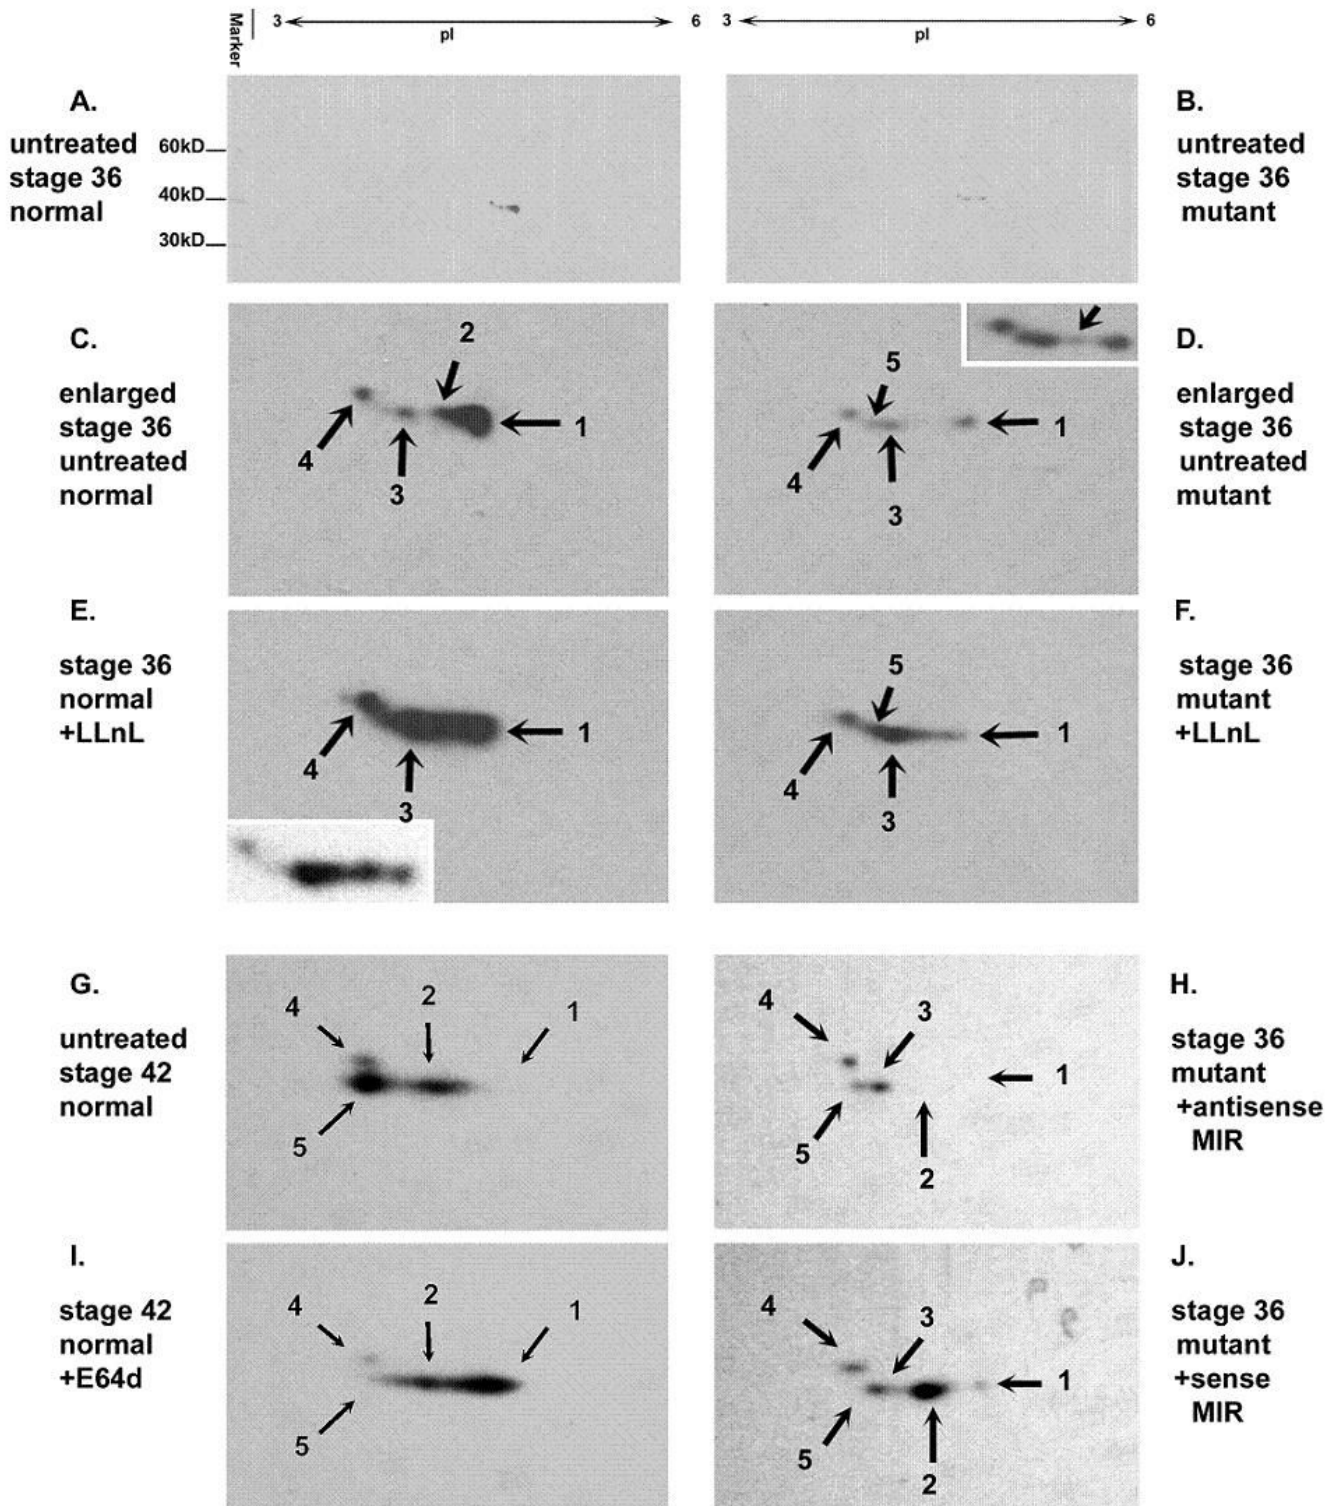 Marker
3 6 3 6
pI pI
A.
untreated
stage 36
normal
60kD
40kD
30kD
B.
untreated
stage 36
mutant
C.
enlarged
stage 36
untreated
normal
2
1
4
3
D.
enlarged
stage 36
untreated
mutant
5
1
4
3
E.
stage 36
normal
+LLnL
1
4
3
F.
stage 36
mutant
+LLnL
5
1
4
3
G.
untreated
stage 42
normal
4
2
1
5
H.
stage 36
mutant
+antisense
MIR
4
3
1
5
2
I.
stage 42
normal
+E64d
4
2
1
5
J.
stage 36
mutant
+sense
MIR
4
3
1
5
2